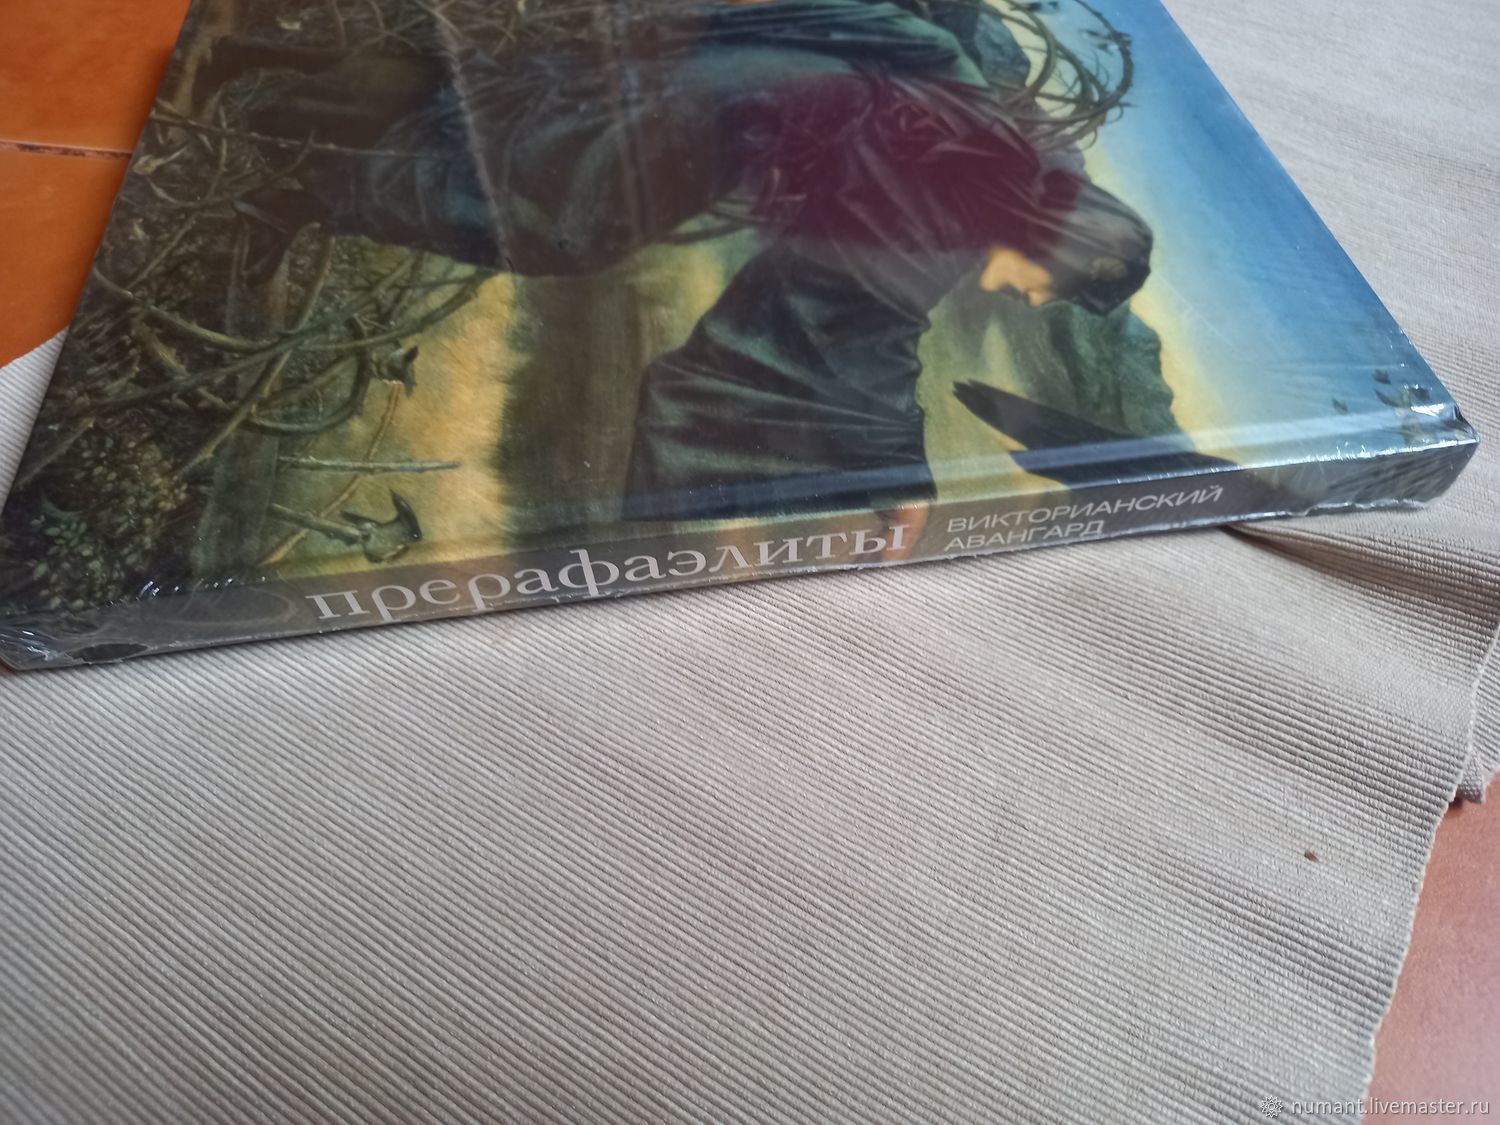 прерафаэлиты
ВИКТОРИАНСКИЙ
АВАНГАРД
numant.livemaster.ru